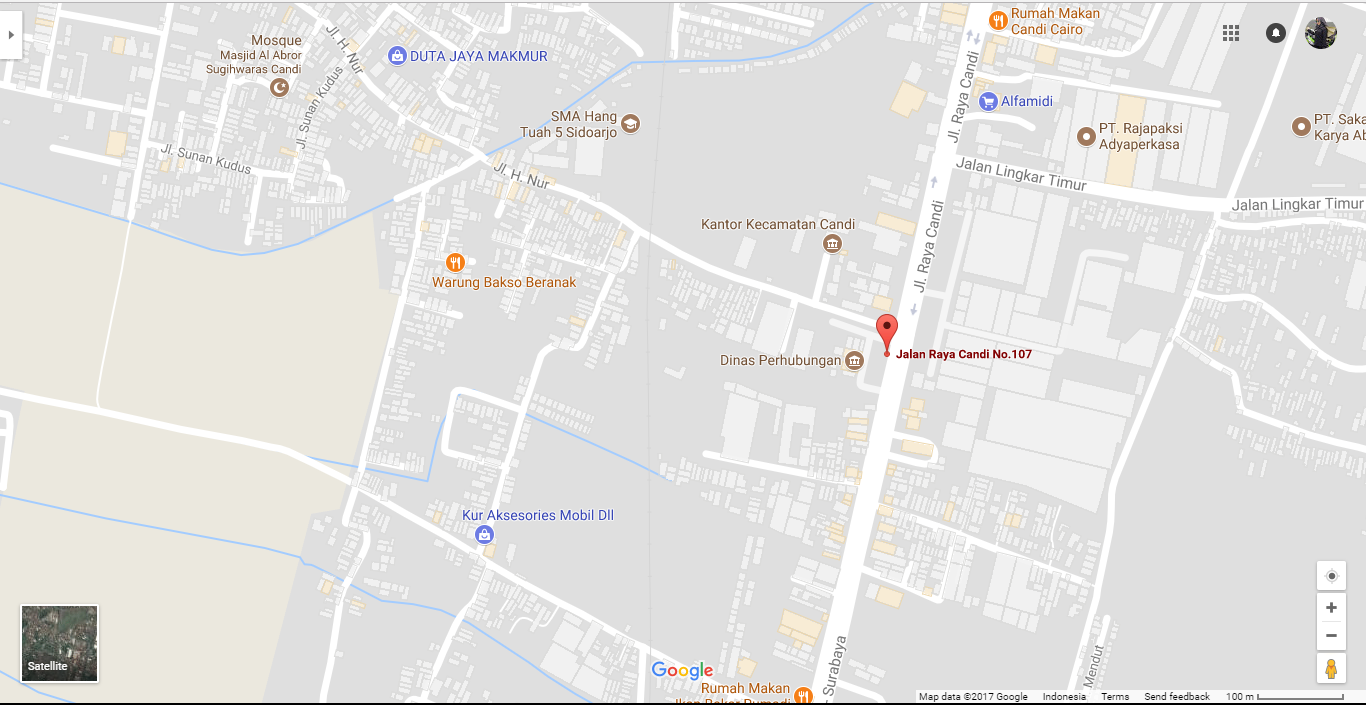 Rumah Makan
Candi Cairo
Jl. H. Nur
Mosque
Masjid Al Abror
Sugihwaras Candi
DUTA JAYA MAKMUR
Jl. Raya Candi
Alfamidi
Jl. Sunan Kudus
SMA Hang
Tuah 5 Sidoarjo
PT. Rajapaksi
Adyaperkasa
PT. Saka
Karya Ab
Jl. Sunan Kudus
Jl. H. Nur
Jalan Lingkar Timur
Jalan Lingkar Timur
Kantor Kecamatan Candi
Jl. Raya Candi
Warung Bakso Beranak
Dinas Perhubungan
Jalan Raya Candi No.107
Kur Aksesories Mobil Dll
Satellite
Google
Surabaya
Mendut
Rumah Makan
Ikan Bakar Pumadi
Map data ©2017 Google
Indonesia
Terms
Send feedback
100 m